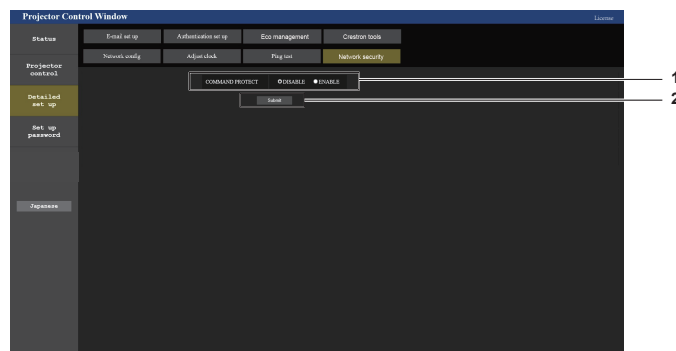 Projector Control Window
License
Status
Projector
control
Detailed
set up
Set up
password
Japanese
E-mail set up
Authentication set up
Eco management
Crestron tools
Network config
Adjust clock
Ping test
Network security
COMMAND PROTECT DISABLE ENABLE
Submit
1
2